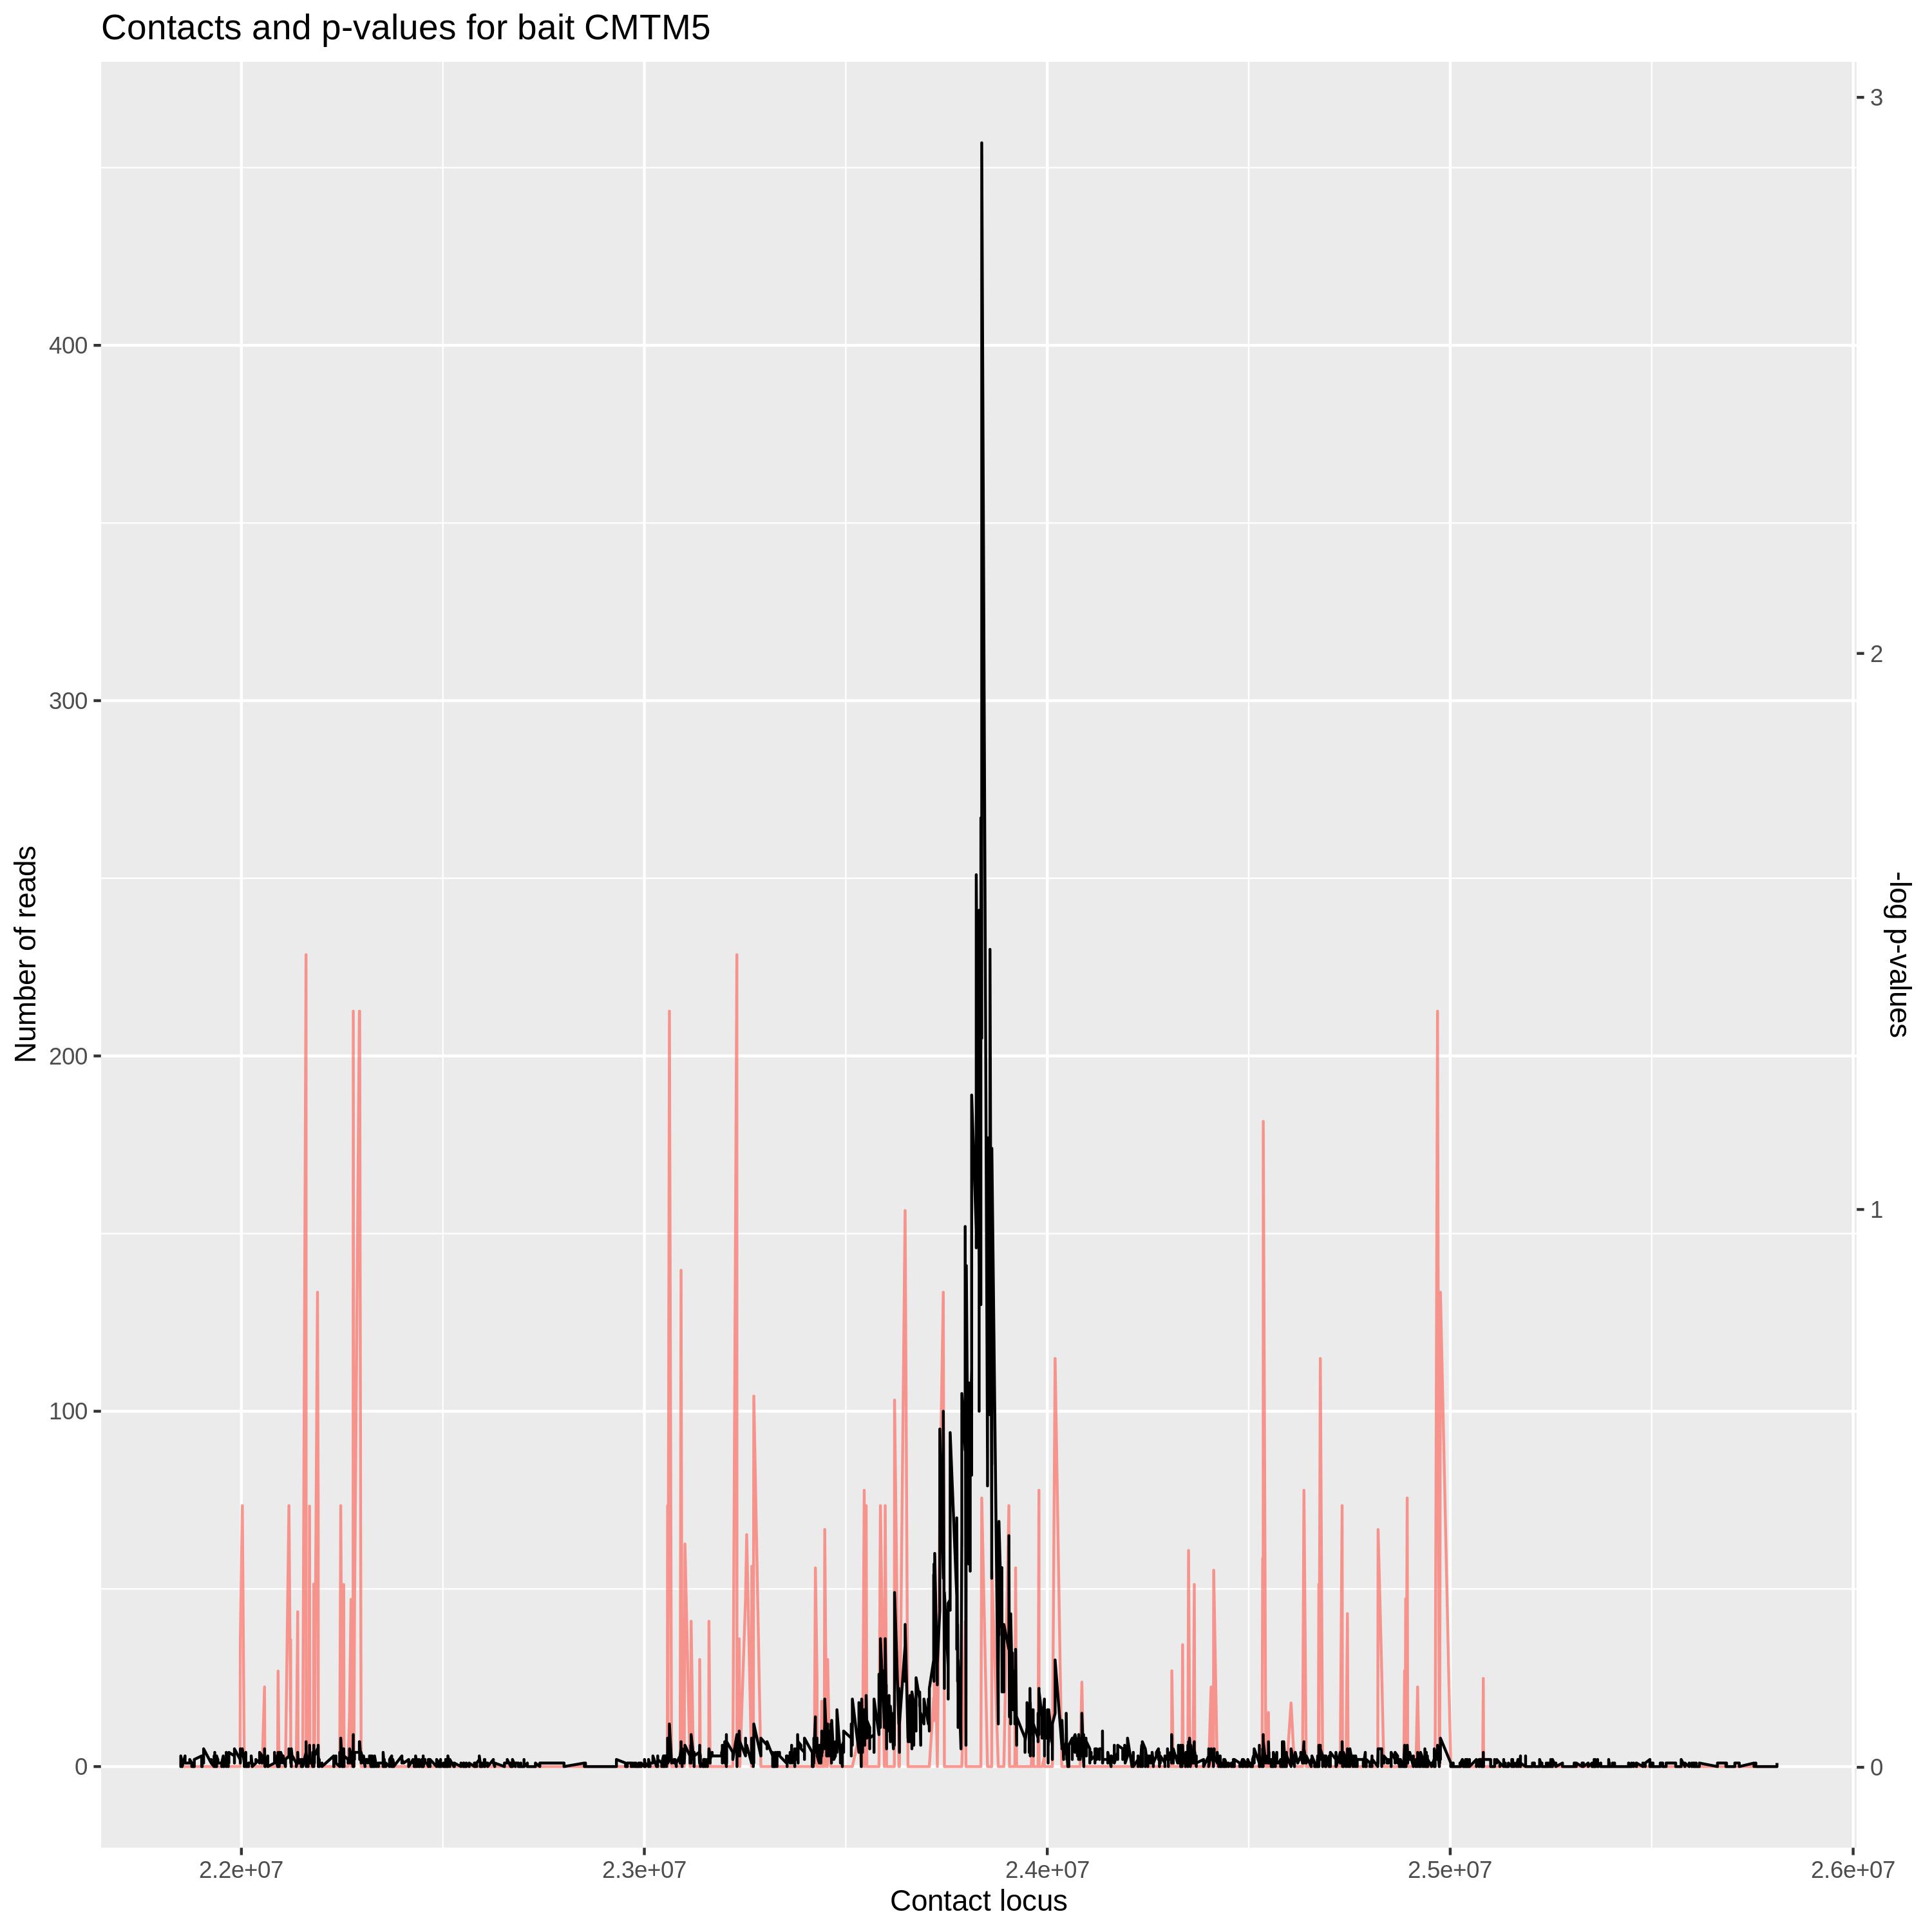 Contacts and p-values for bait CMTM5
3
400
2
300
Number of reads
-log p-values
200
1
100
0
0
2.2e+07 2.3e+07 2.4e+07 2.5e+07 2.6e+07
Contact locus